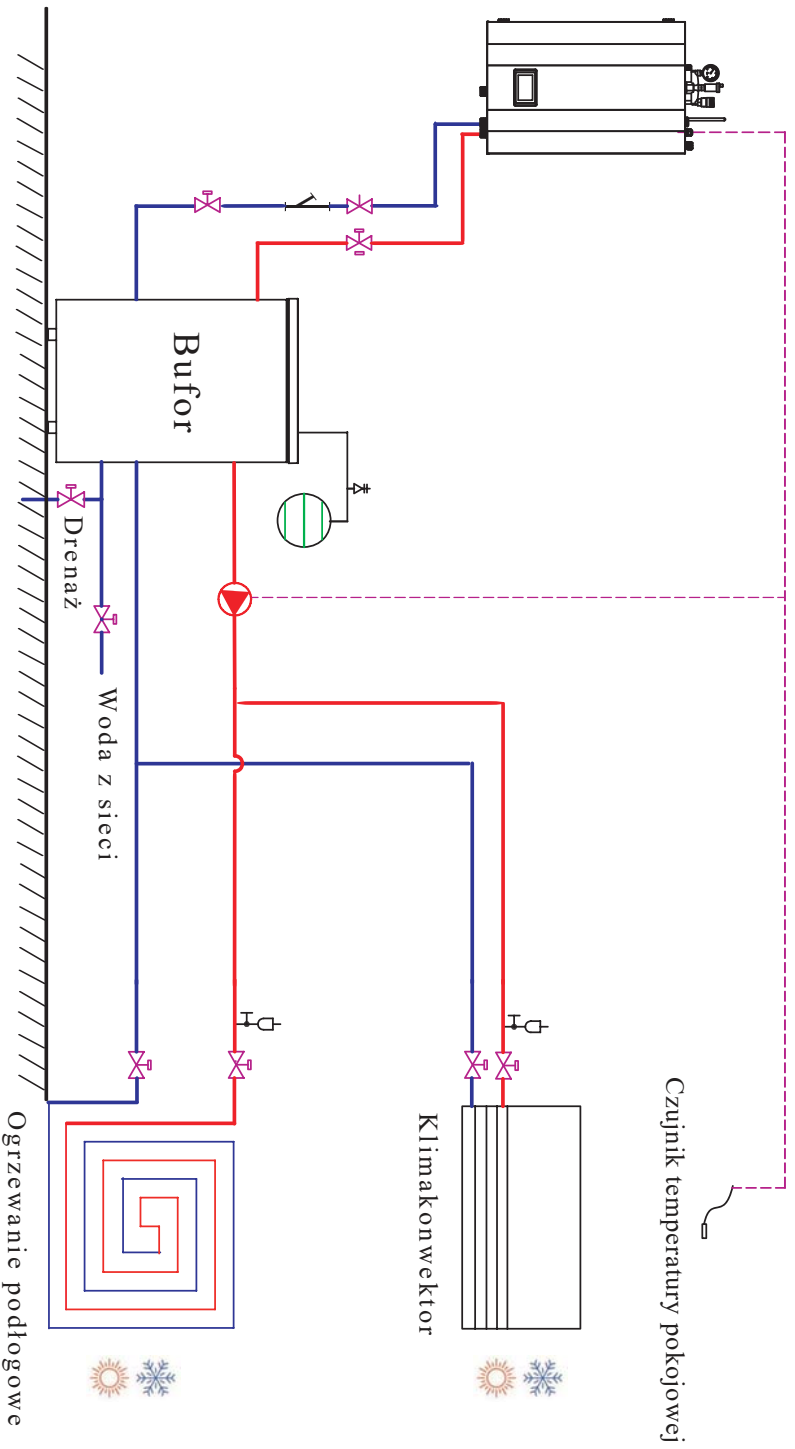 Czujnik temperatury pokojowej
Klimakonwektor
Bufor
Drenaż
Woda z sieci
Ogrzewanie podłogowe